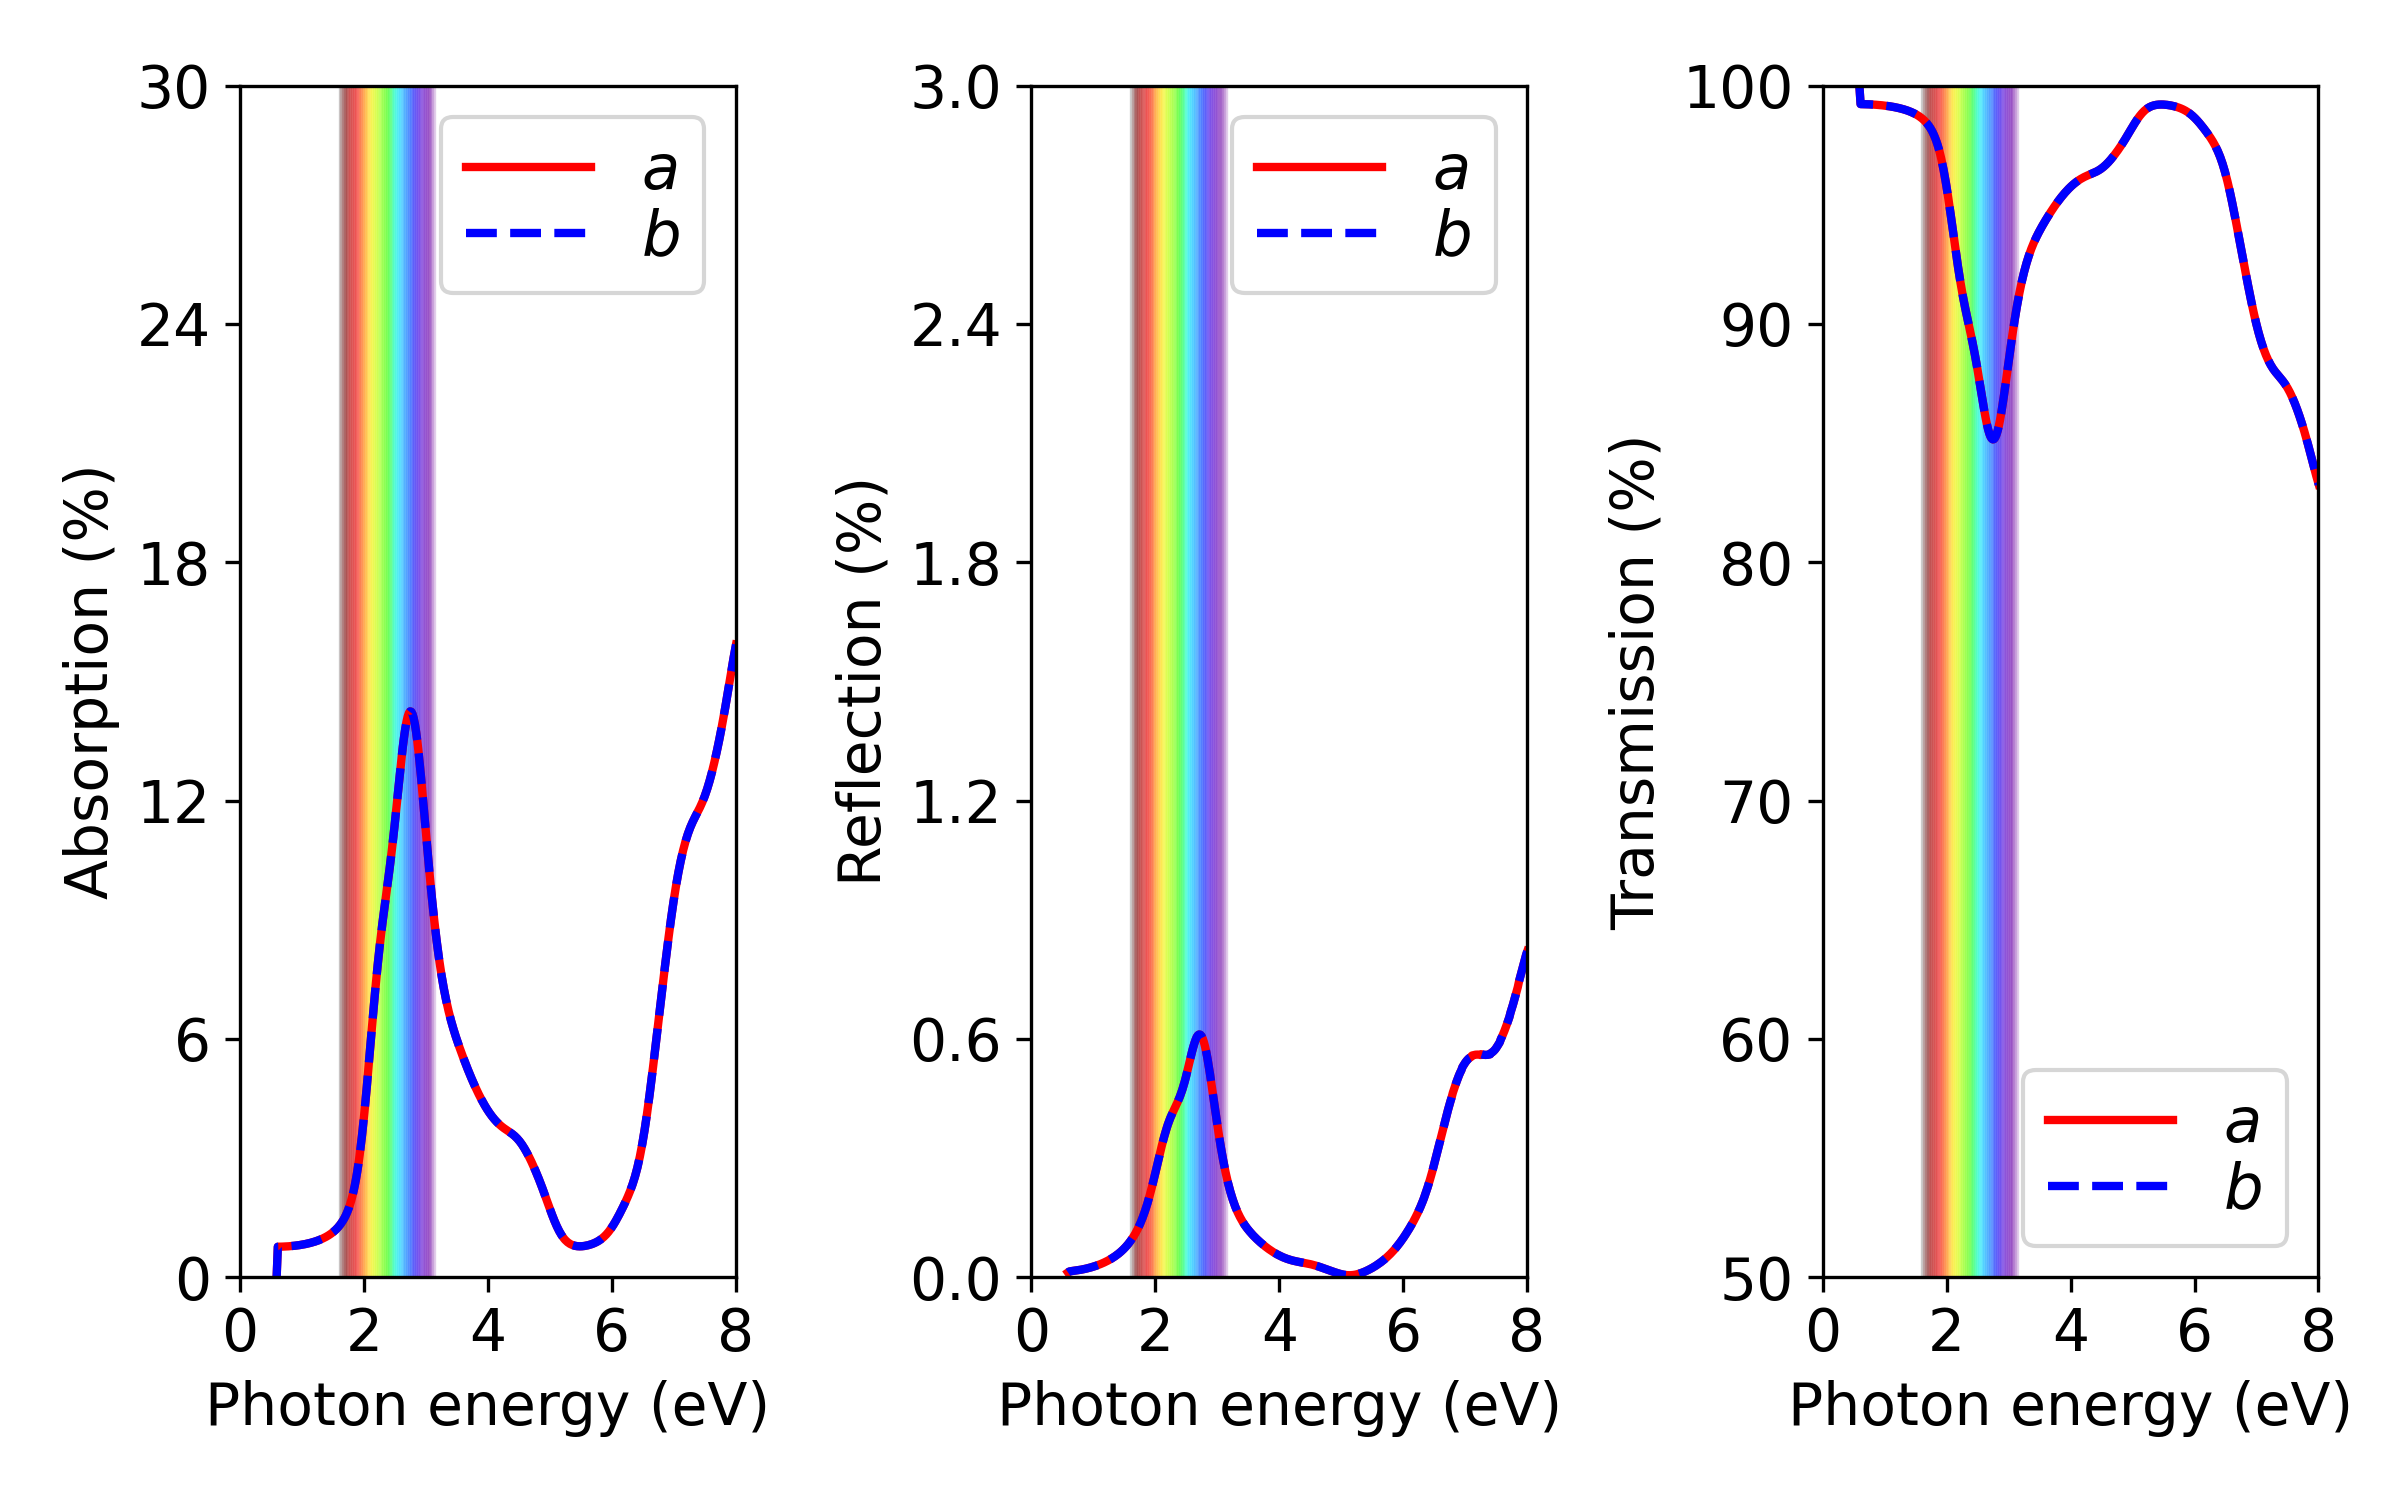 Absorption (%)
30
24
18
12
6
0
0 2 4 6 8
Photon energy (eV)
a
b
Reflection (%)
3.0
2.4
1.8
1.2
0.6
0.0
0 2 4 6 8
Photon energy (eV)
a
b
Transmission (%)
100
90
80
70
60
50
0 2 4 6 8
Photon energy (eV)
a
b